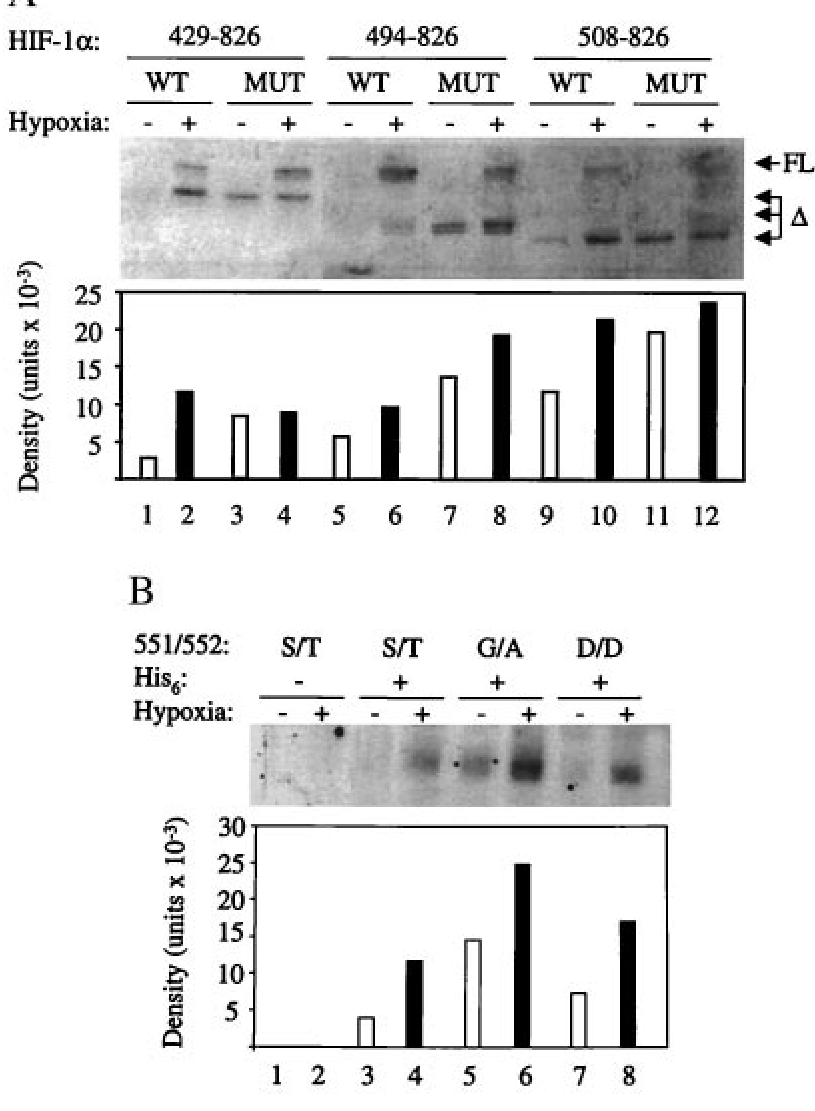 A
HIF-1α: 429-826 494-826 508-826
WT MUT WT MUT WT MUT
Hypoxia: - + - + - + - + - + - +
FL
Δ
Density (units x 10-3)
25
20
15
10
5
1 2 3 4 5 6 7 8 9 10 11 12
B
551/552: S/T S/T G/A D/D
His6: - + + +
Hypoxia: - + - + - + - +
Density (units x 10-3)
30
25
20
15
10
5
1 2 3 4 5 6 7 8